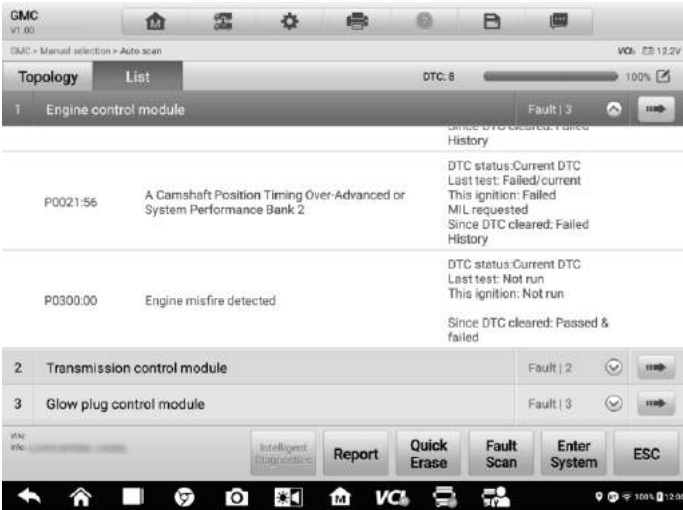 GMC
V1.00
GMC > Manual selection > Auto scan
VCI: 12.2V
Topology
List
DTC: 8
100%
1 Engine control module Fault | 3
Since DTC cleared: Failed
History
P0021:56
A Camshaft Position Timing Over-Advanced or
System Performance Bank 2
DTC status:Current DTC
Last test: Failed/current
This ignition: Failed
MIL requested
Since DTC cleared: Failed
History
P0300:00
Engine misfire detected
DTC status:Current DTC
Last test: Not run
This ignition: Not run
Since DTC cleared: Passed &
failed
2 Transmission control module Fault | 2
3 Glow plug control module Fault | 3
Intelligent
Diagnostics
Report
Quick
Erase
Fault
Scan
Enter
System
ESC
M VCI
100%